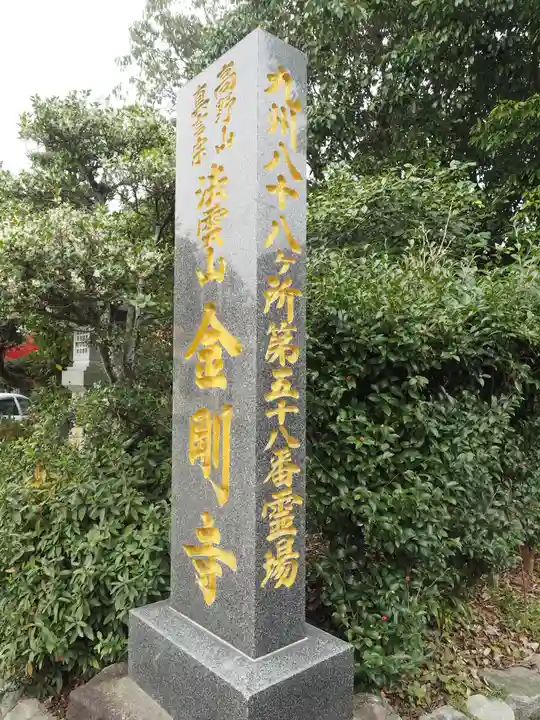 高野山
真言宗
法雲山
金剛寺
九州八十八ヶ所第五十八番霊場